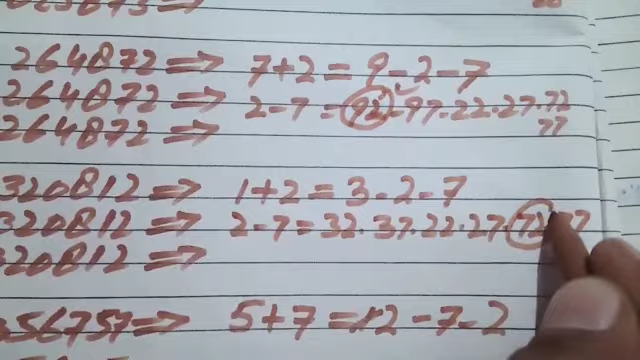 264872 ⇒ 7+2 = 9-2-7
264872 ⇒ 2-7 = 92-97.22.27.72
77
264872 ⇒
320812 ⇒ 1+2 = 3-2-7
320812 ⇒ 2-7 = 32.37.22.27.72.77
320812 ⇒
356757 ⇒ 5+7 = 12-7-2